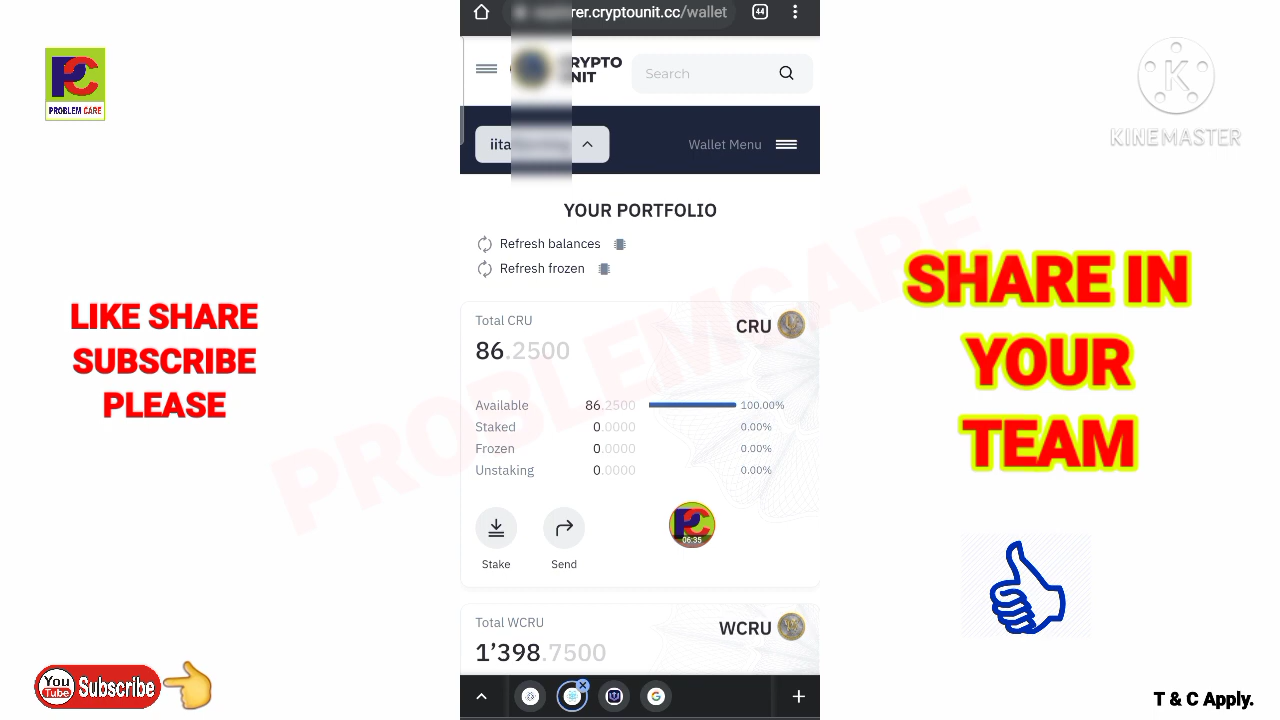 rer.cryptounit.cc/wallet
44
PC
PROBLEM CARE
RYPTO
NIT
Search
K
KINEMASTER
iita
Wallet Menu
YOUR PORTFOLIO
Refresh balances
Refresh frozen
Total CRU
CRU
86.2500
Available 86.2500 100.00%
Staked 0.0000 0.00%
Frozen 0.0000 0.00%
Unstaking 0.0000 0.00%
PC
06:35
Stake Send
Total WCRU
WCRU
1’398.7500
PROBLEMCARE
LIKE SHARE
SUBSCRIBE
PLEASE
SHARE IN
YOUR
TEAM
You
Tube
Subscribe
G
T & C Apply.